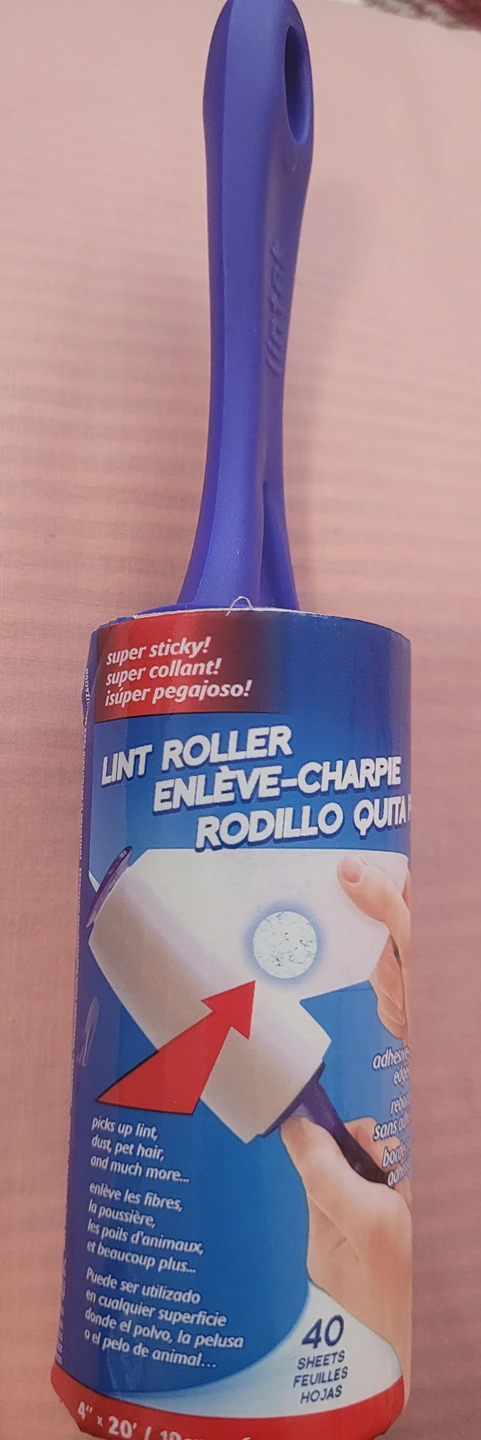 super sticky!
super collant!
¡súper pegajoso!
LINT ROLLER
ENLÈVE-CHARPIE
RODILLO QUITA
picks up lint,
dust, pet hair,
and much more...
enlève les fibres,
la poussière,
les poils d'animaux,
et beaucoup plus...
Puede ser utilizado
en cualquier superficie
donde el polvo, la pelusa
o el pelo de animal...
40
SHEETS
FEUILLES
HOJAS
4" x 20' /